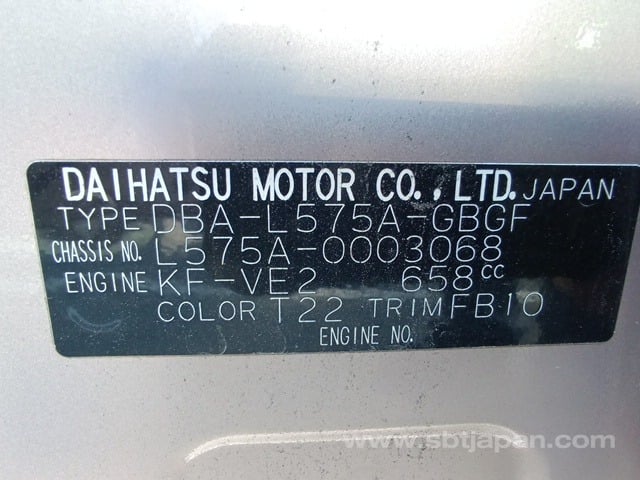 DAIHATSU MOTOR CO., LTD. JAPAN
TYPE DBA-L575A-GBGF
CHASSIS NO. L575A-0003068
ENGINE KF-VE2 658CC
COLOR T22 TRIM FB10
ENGINE NO.
www.sbtjapan.com